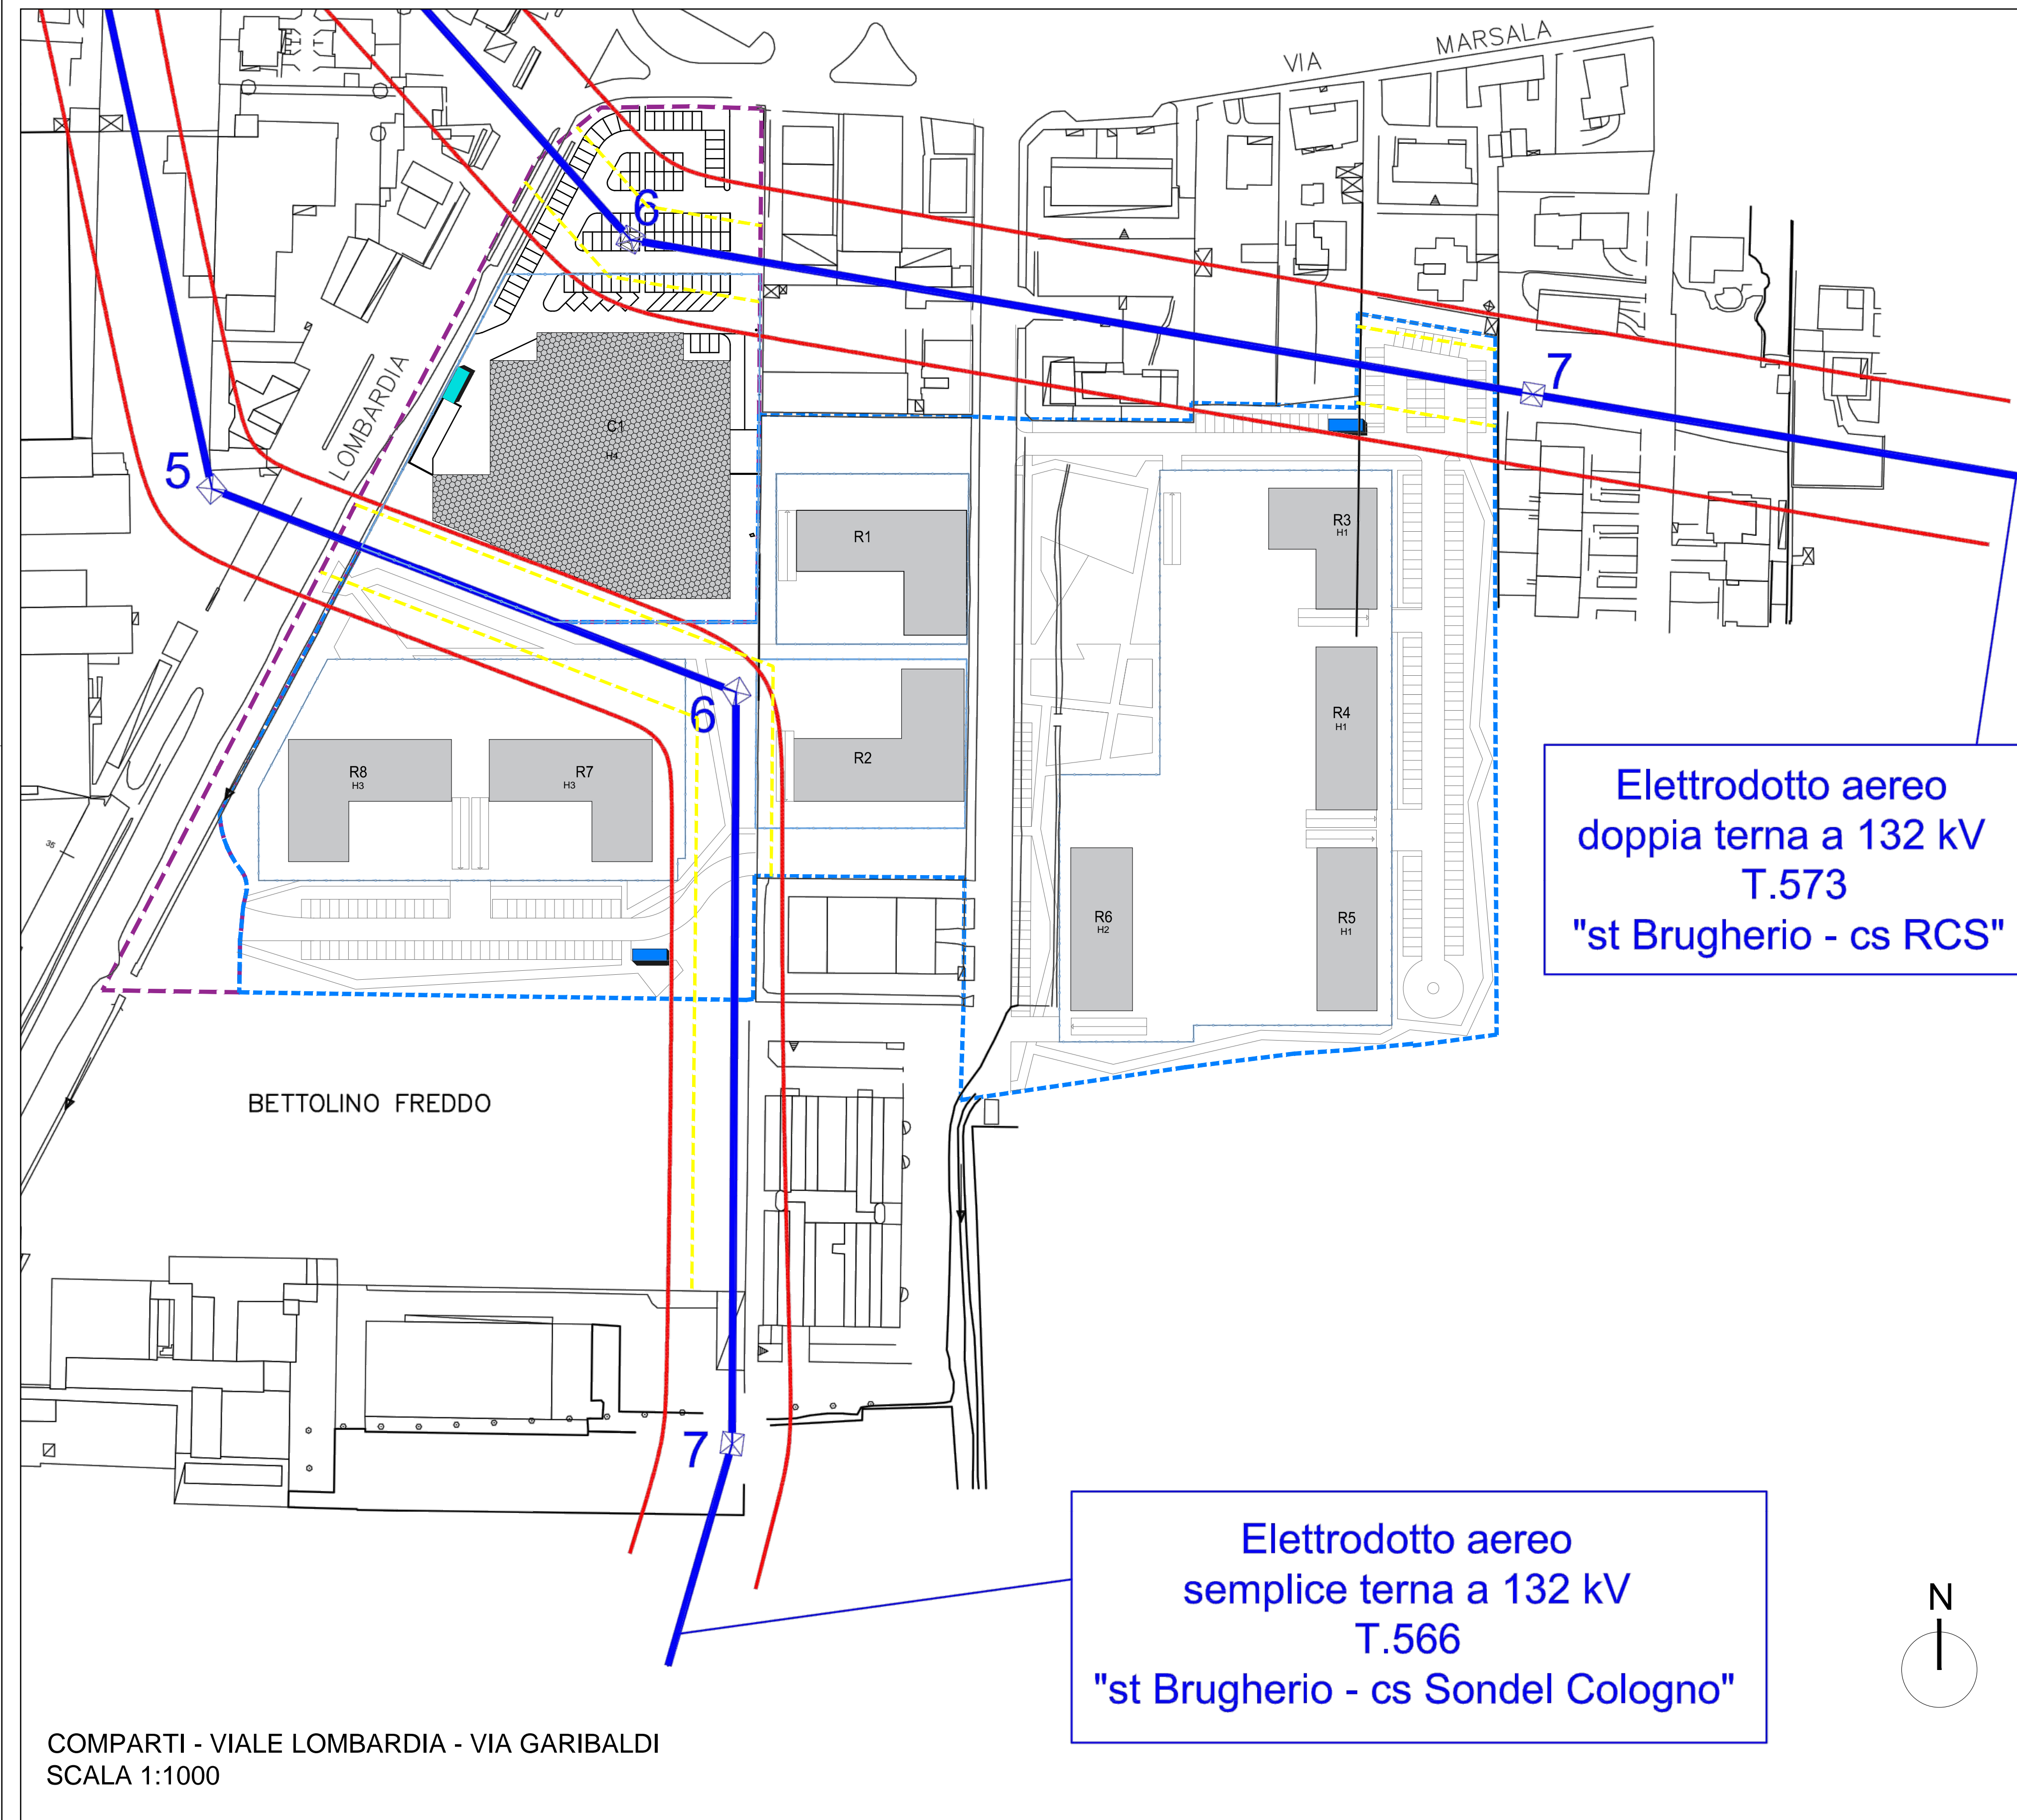 VIA MARSALA
6
7
5
LOMBARDIA
C1
H4
R1
R3
H1
6
R4
H1
R8
H3
R7
H3
R2
Elettrodotto aereo
doppia terna a 132 kV
T.573
"st Brugherio - cs RCS"
35
R6
H2
R5
H1
BETTOLINO FREDDO
7
Elettrodotto aereo
semplice terna a 132 kV
T.566
"st Brugherio - cs Sondel Cologno"
N
COMPARTI - VIALE LOMBARDIA - VIA GARIBALDI
SCALA 1:1000